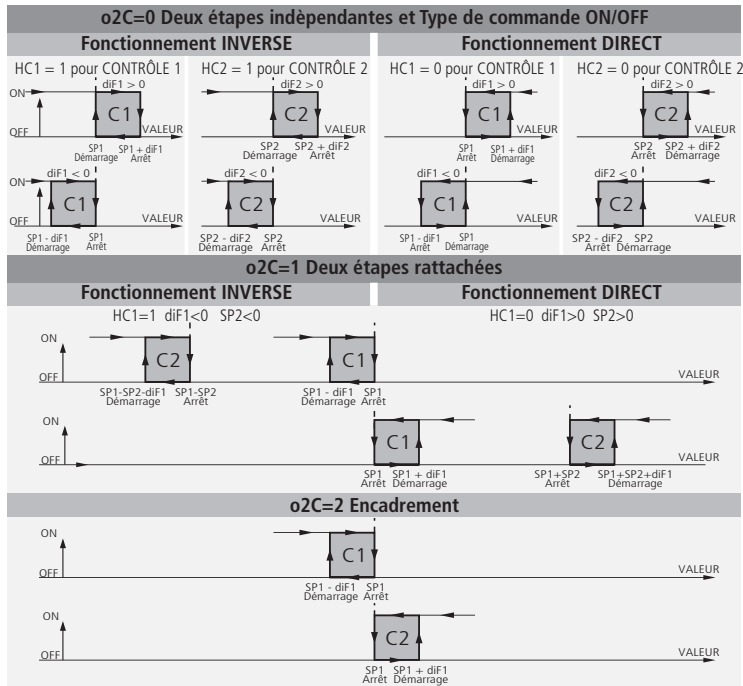 o2C=0 Deux étapes indèpendantes et Type de commande ON/OFF
Fonctionnement INVERSE
Fonctionnement DIRECT
HC1 = 1 pour CONTRÔLE 1
HC2 = 1 pour CONTRÔLE 2
HC1 = 0 pour CONTRÔLE 1
HC2 = 0 pour CONTRÔLE 2
diF1 > 0
diF2 > 0
diF1 > 0
diF2 > 0
ON
C1
C2
C1
C2
OFF
VALEUR
VALEUR
VALEUR
VALEUR
SP1 SP1 + diF1
Démarrage Arrêt
SP2 SP2 + diF2
Démarrage Arrêt
SP1 SP1 + diF1
Arrêt Démarrage
SP2 SP2 + diF2
Arrêt Démarrage
diF1 < 0
diF2 < 0
diF1 < 0
diF2 < 0
ON
C1
C2
C1
C2
OFF
VALEUR
VALEUR
VALEUR
VALEUR
SP1 - diF1 SP1
Démarrage Arrêt
SP2 - diF2 SP2
Démarrage Arrêt
SP1 - diF1 SP1
Arrêt Démarrage
SP2 - diF2 SP2
Arrêt Démarrage
o2C=1 Deux étapes rattachées
Fonctionnement INVERSE
Fonctionnement DIRECT
HC1=1 diF1<0 SP2<0
HC1=0 diF1>0 SP2>0
ON
C2
C1
OFF
VALEUR
SP1-SP2-diF1 SP1-SP2
Démarrage Arrêt
SP1 - diF1 SP1
Démarrage Arrêt
ON
C1
C2
OFF
VALEUR
SP1 SP1 + diF1
Arrêt Démarrage
SP1+SP2 SP1+SP2+diF1
Arrêt Démarrage
o2C=2 Encadrement
ON
C1
OFF
VALEUR
SP1 - diF1 SP1
Démarrage Arrêt
ON
C2
OFF
VALEUR
SP1 SP1 + diF1
Arrêt Démarrage